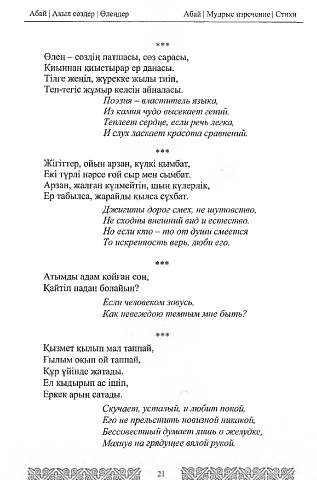 Абай | Ақыл сөздер | Өлеңдер
Абай | Мудрые изречение | Стихи
***
Өлең – сөздің патшасы, сөз сарасы,
Қиыннан қиыстырар ер данасы.
Тілге жеңіл, жүрекке жылы тиіп,
Теп-тегіс жұмыр келсін айналасы.
Поэзия – властитель языка,
Из камня чудо высекает гений.
Теплеет сердце, если речь легка,
И слух ласкает красота сравнений.
***
Жігіттер, ойын арзан, күлкі қымбат,
Екі түрлі нәрсе ғой сыр мен сымбат.
Арзан, жалған күлмейтін, шын күлерлік,
Ер табылса, жарайды қылса сұхбат.
Джигиты дорог смех, не шутовство,
Не сходны внешний вид и естество.
Но если кто – то от души смеется
То искренность верь, люби его.
***
Атымды адам қойған соң,
Қайтіп надан болайын?
Если человеком зовусь,
Как невеждою темным мне быть?
***
Қызмет қылып мал таппай,
Ғылым оқып ой таппай,
Құр үйінде жатады.
Ел қыдырып ас ішіп,
Еркек арын сатады.
Скучает, усталый, и любит покой,
Его не прельстить новизной никакой,
Бессовестный думает лишь о желудке,
Махнув на грядущее вялой рукой.
21